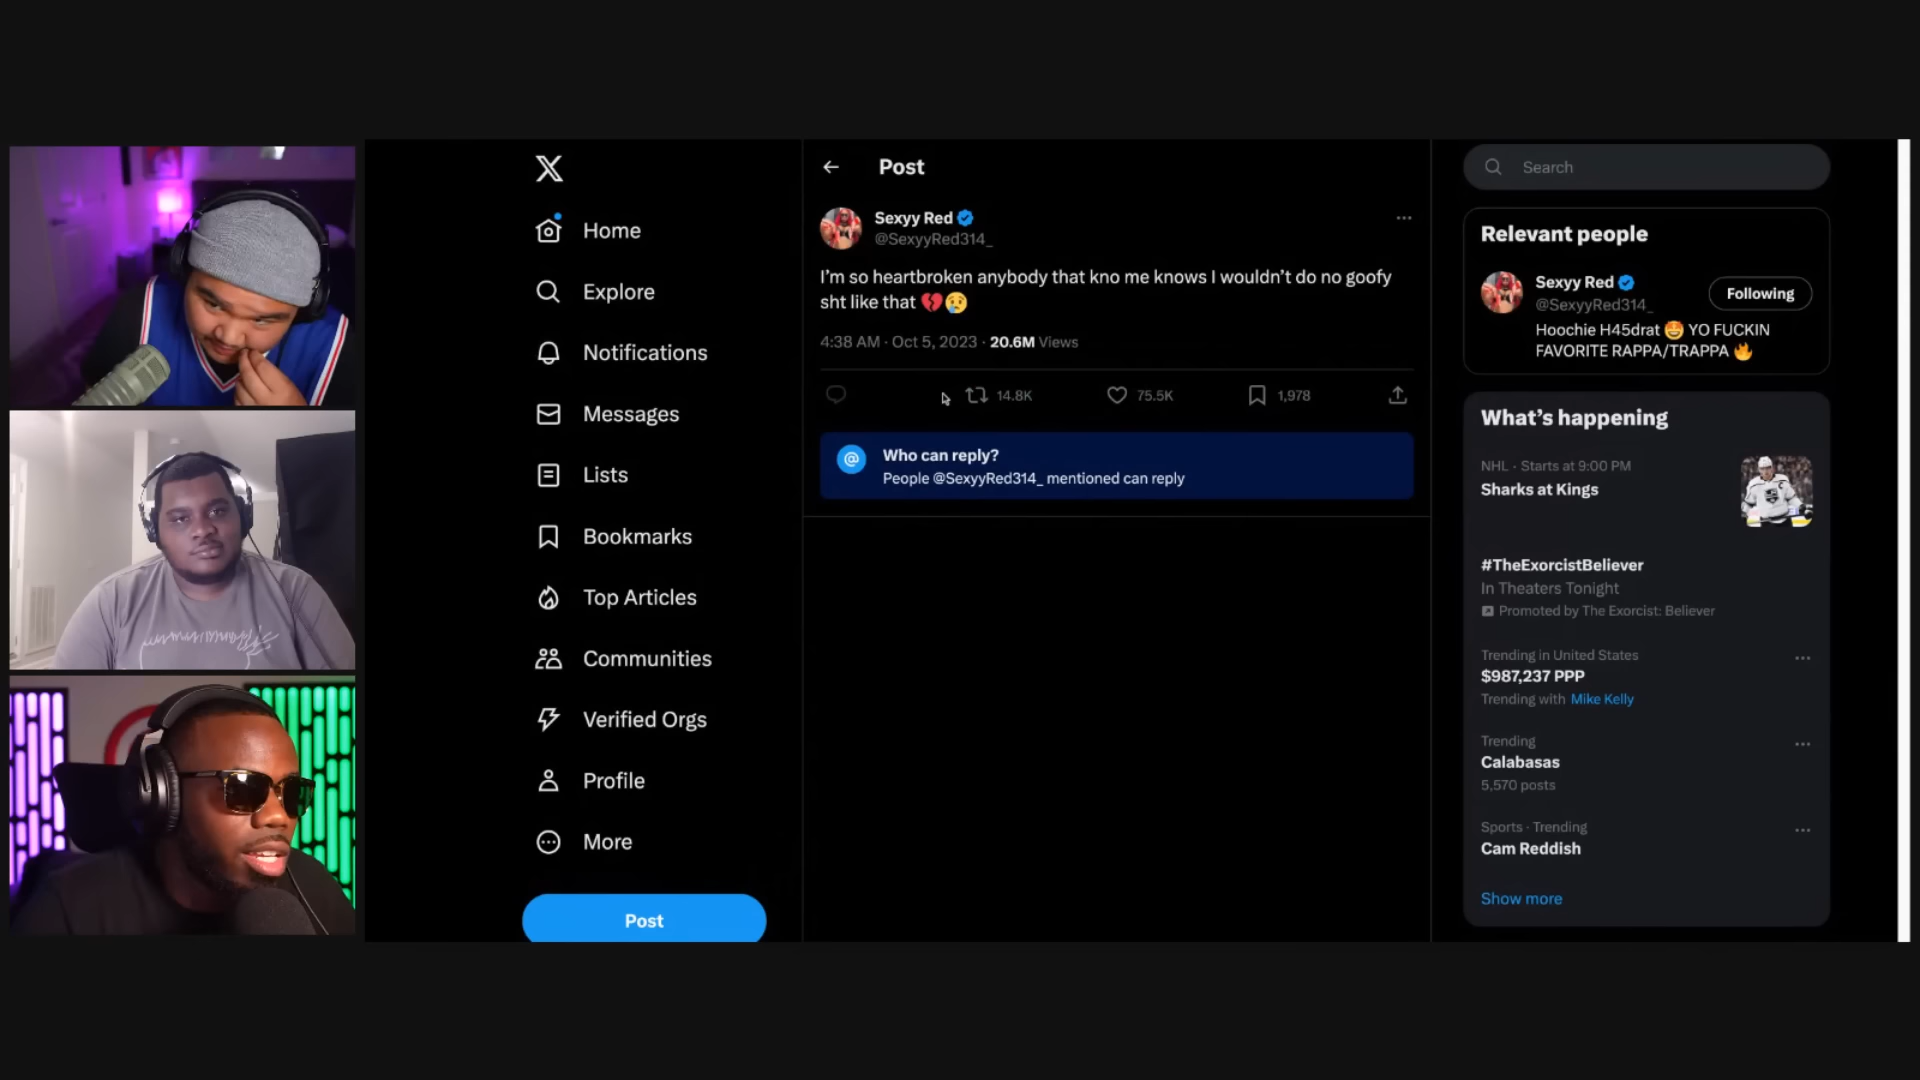 Home
Explore
Notifications
Messages
Lists
Bookmarks
Top Articles
Communities
Verified Orgs
Profile
More
Post
Post
Sexyy Red
@SexyyRed314_
I’m so heartbroken anybody that kno me knows I wouldn’t do no goofy
sht like that 💔😢
4:38 AM · Oct 5, 2023 · 20.6M Views
14.8K
75.5K
1,978
Who can reply?
People @SexyyRed314_ mentioned can reply
Search
Relevant people
Sexyy Red
@SexyyRed314_
Following
Hoochie H45drat 🤩 YO FUCKIN
FAVORITE RAPPA/TRAPPA 🔥
What’s happening
NHL · Starts at 9:00 PM
Sharks at Kings
#TheExorcistBeliever
In Theaters Tonight
Promoted by The Exorcist: Believer
Trending in United States
$987,237 PPP
Trending with Mike Kelly
Trending
Calabasas
5,570 posts
Sports · Trending
Cam Reddish
Show more